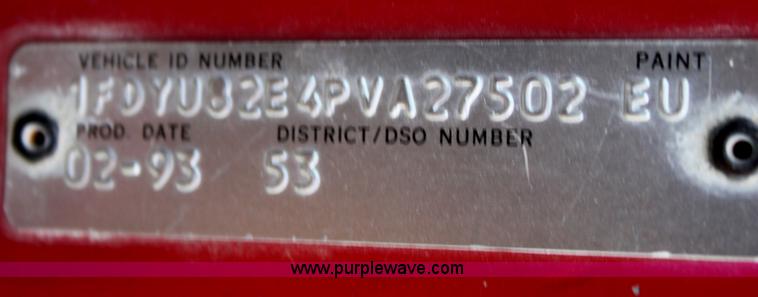 VEHICLE ID NUMBER PAINT
1FDYU82E4PVA27502 EU
PROD. DATE DISTRICT/DSO NUMBER
02-93 53
www.purplewave.com